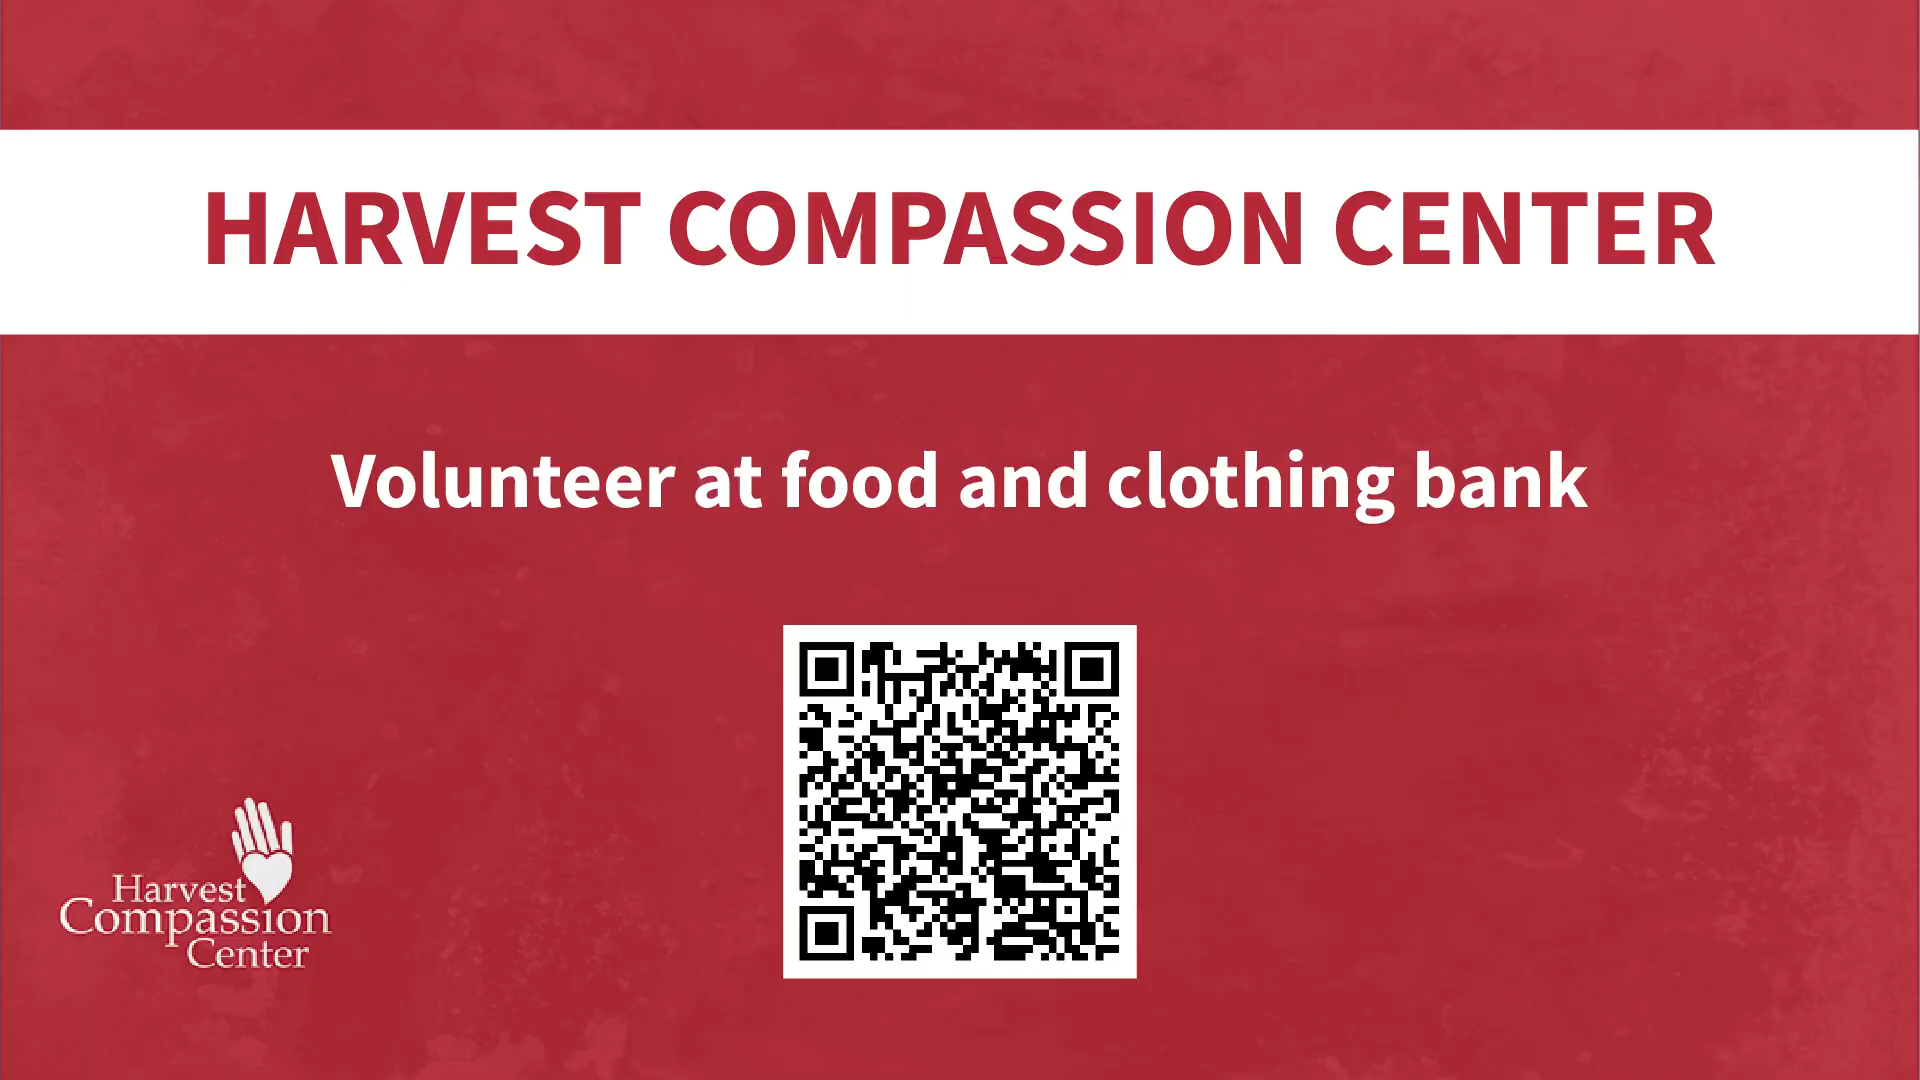 HARVEST COMPASSION CENTER
Volunteer at food and clothing bank
Harvest
Compassion
Center